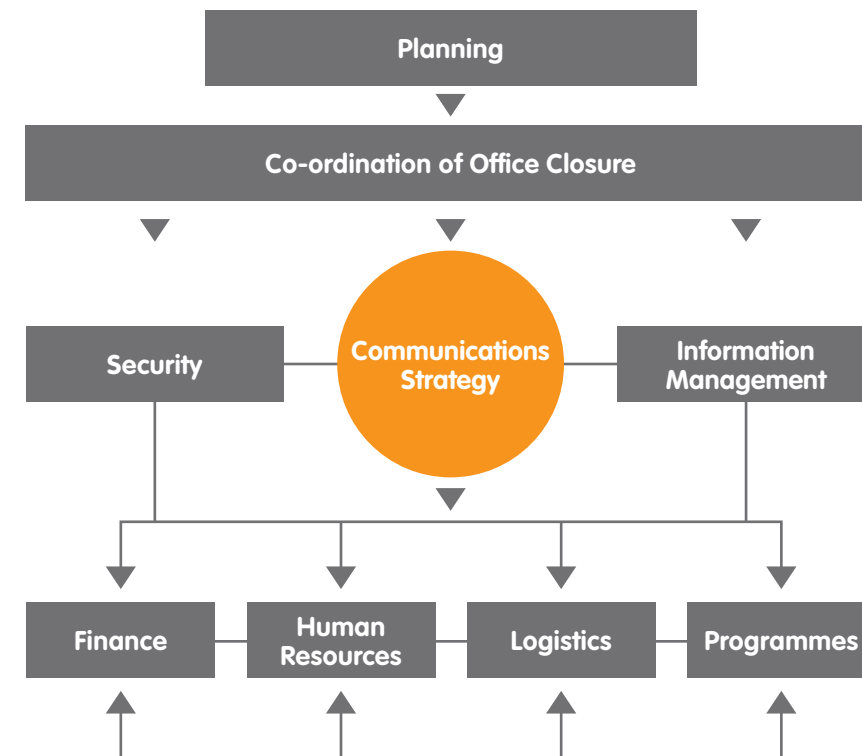 Planning
Co-ordination of Office Closure
Security
Communications
Strategy
Information
Management
Finance
Human
Resources
Logistics
Programmes